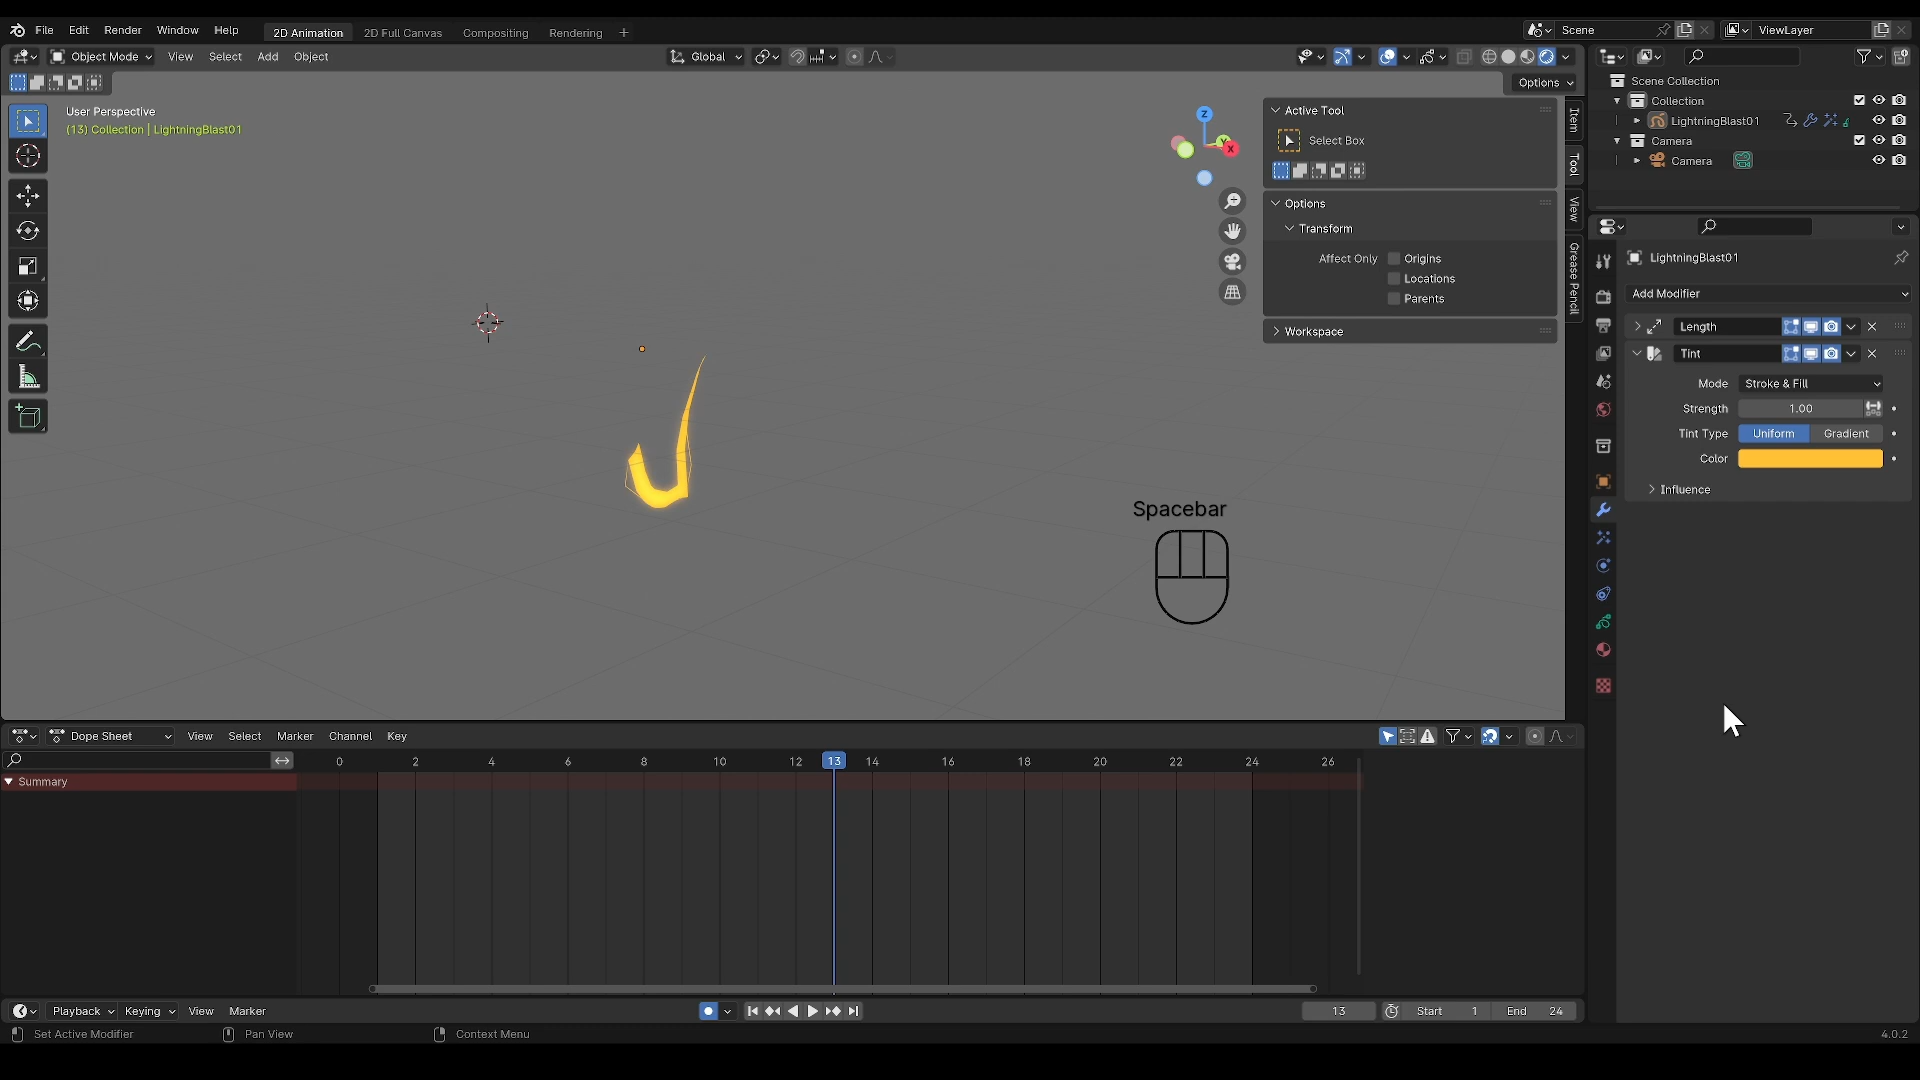 File Edit Render Window Help 2D Animation 2D Full Canvas Compositing Rendering + Scene ViewLayer
Object Mode View Select Add Object Global
Options
User Perspective
(13) Collection | LightningBlast01
Z
Y
X
Active Tool
Select Box
Options
Transform
Affect Only Origins
Locations
Parents
Workspace
Item
Tool
View
Grease Pencil
Scene Collection
Collection
LightningBlast01
Camera
Camera
LightningBlast01
Add Modifier
Length
Tint
Mode Stroke & Fill
Strength 1.00
Tint Type Uniform Gradient
Color
Influence
Spacebar
Dope Sheet View Select Marker Channel Key
0 2 4 6 8 10 12 13 14 16 18 20 22 24 26
Summary
Playback Keying View Marker 13 Start 1 End 24
Set Active Modifier Pan View Context Menu 4.0.2